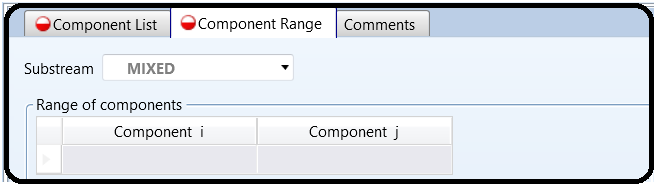 Component List Component Range Comments
Substream MIXED
Range of components
Component i Component j